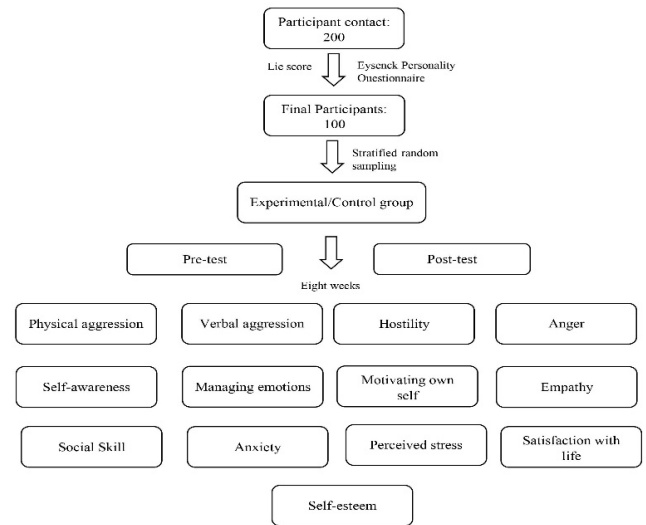 Participant contact:
200
Lie score
Eysenck Personality
Questionnaire
Final Participants:
100
Stratified random
sampling
Experimental/Control group
Pre-test
Post-test
Eight weeks
Physical aggression
Verbal aggression
Hostility
Anger
Self-awareness
Managing emotions
Motivating own
self
Empathy
Social Skill
Anxiety
Perceived stress
Satisfaction with
life
Self-esteem